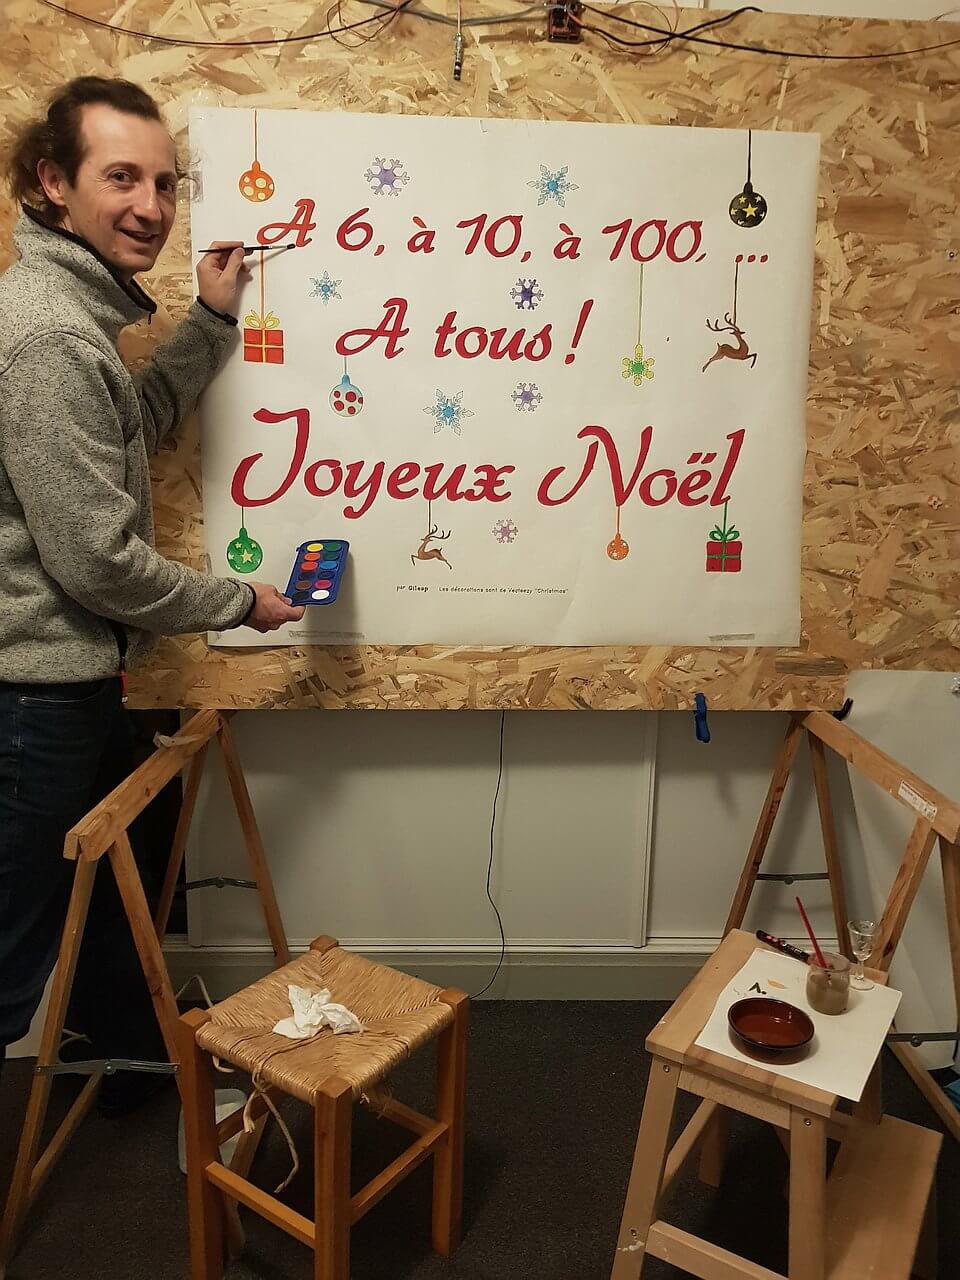 A 6, à 10, à 100, ...
A tous !
Joyeux Noël
par Gileap Les décorations sont de Vecteezy "Christmas"